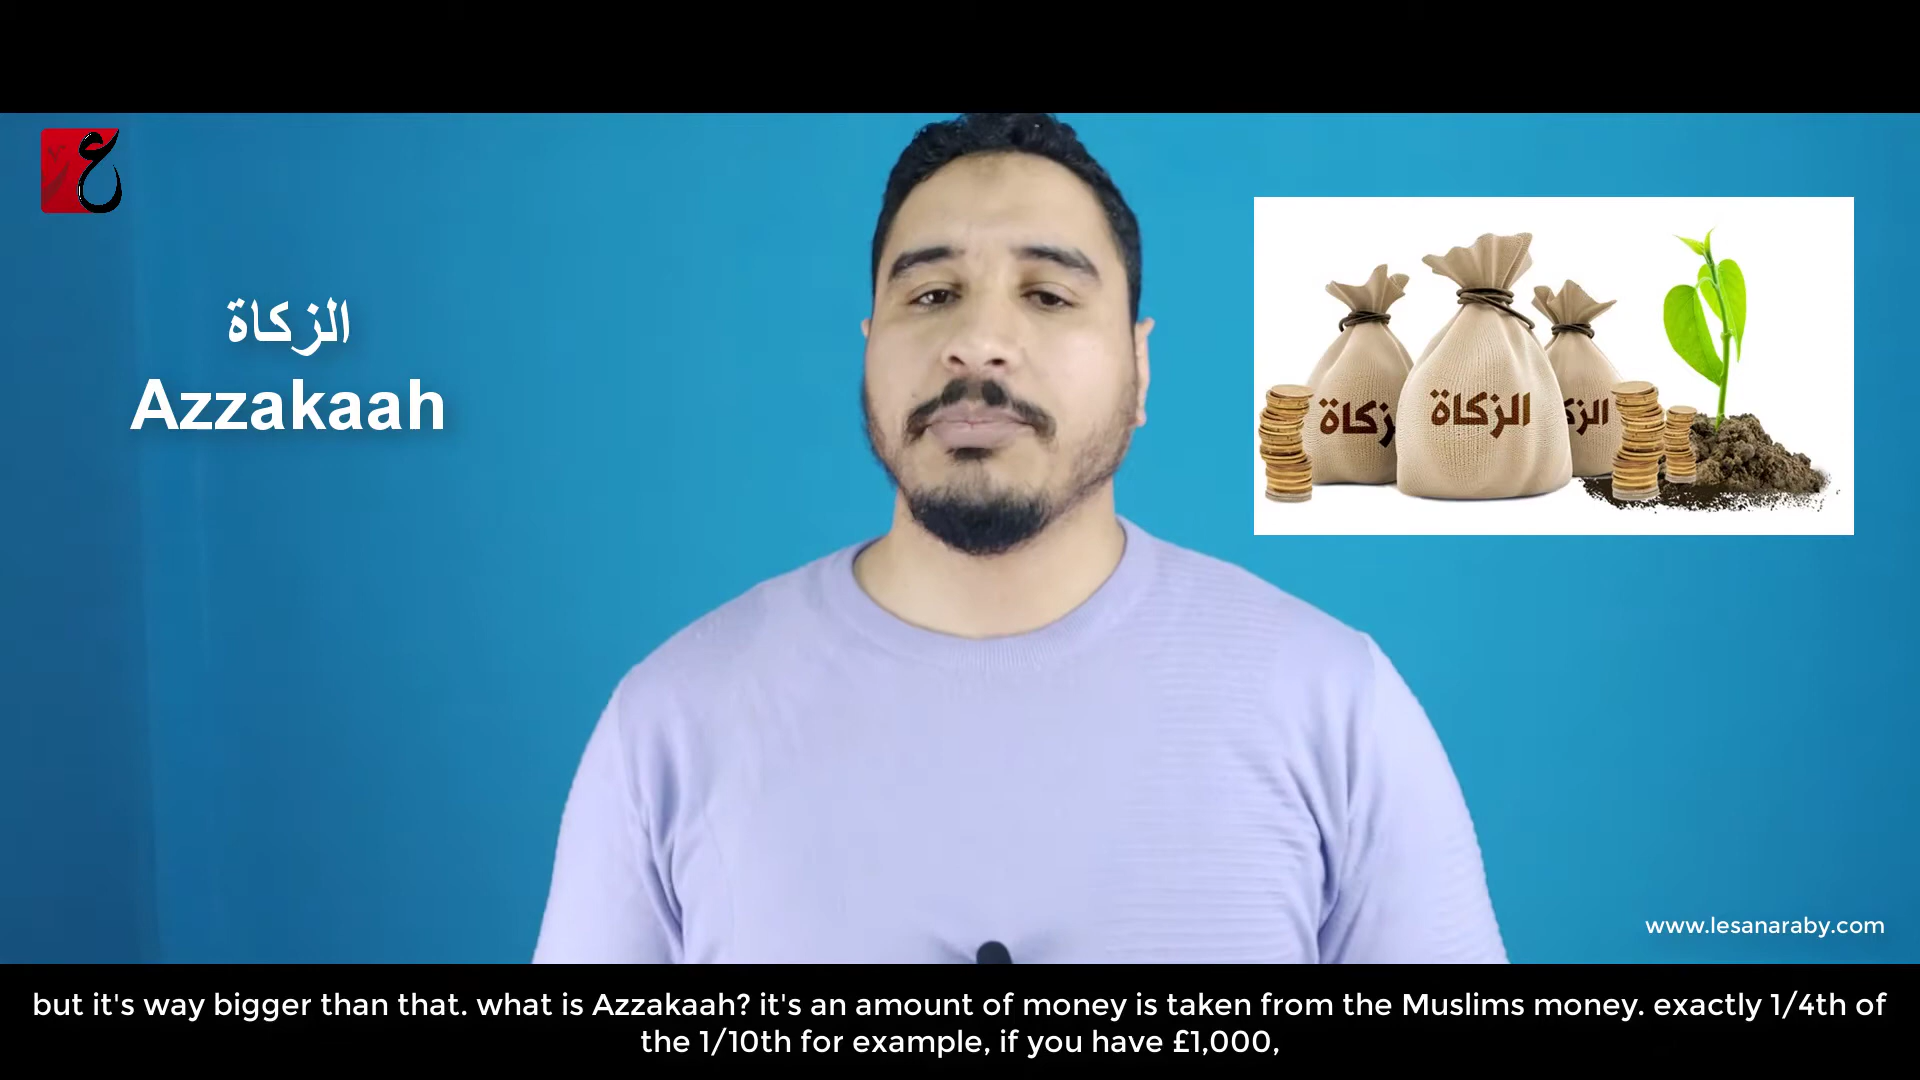 الزكاة
Azzakaah
زكاة
الزكاة
الزك
www.lesanaraby.com
but it's way bigger than that. what is Azzakaah? it's an amount of money is taken from the Muslims money. exactly 1/4th of
the 1/10th for example, if you have £1,000,